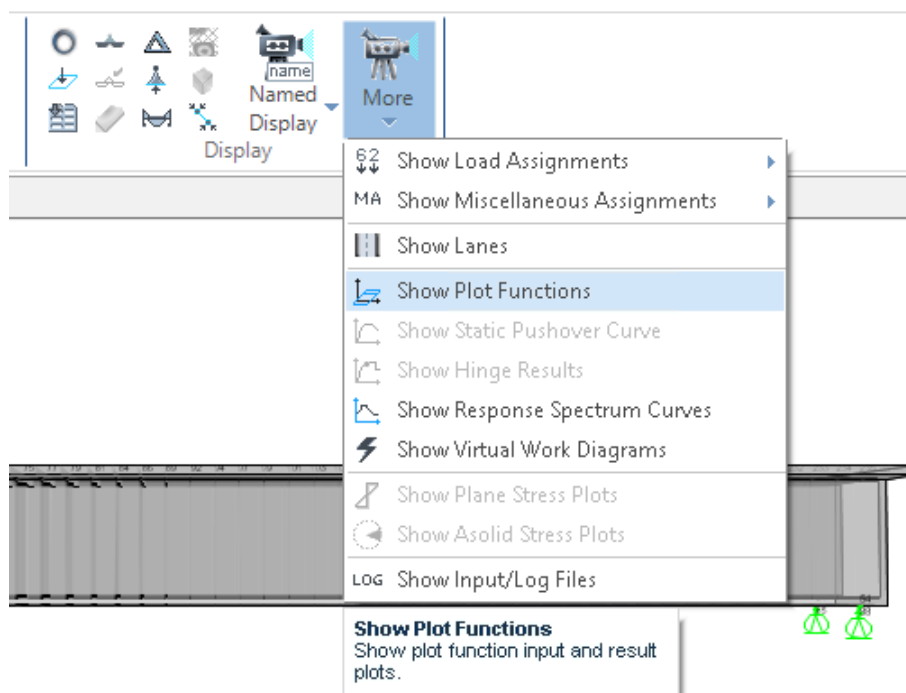 name
Named
Display
More
Display
62
Show Load Assignments
MA Show Miscellaneous Assignments
Show Lanes
Show Plot Functions
Show Static Pushover Curve
Show Hinge Results
Show Response Spectrum Curves
Show Virtual Work Diagrams
Show Plane Stress Plots
Show Asolid Stress Plots
LOG Show Input/Log Files
Show Plot Functions
Show plot function input and result
plots.